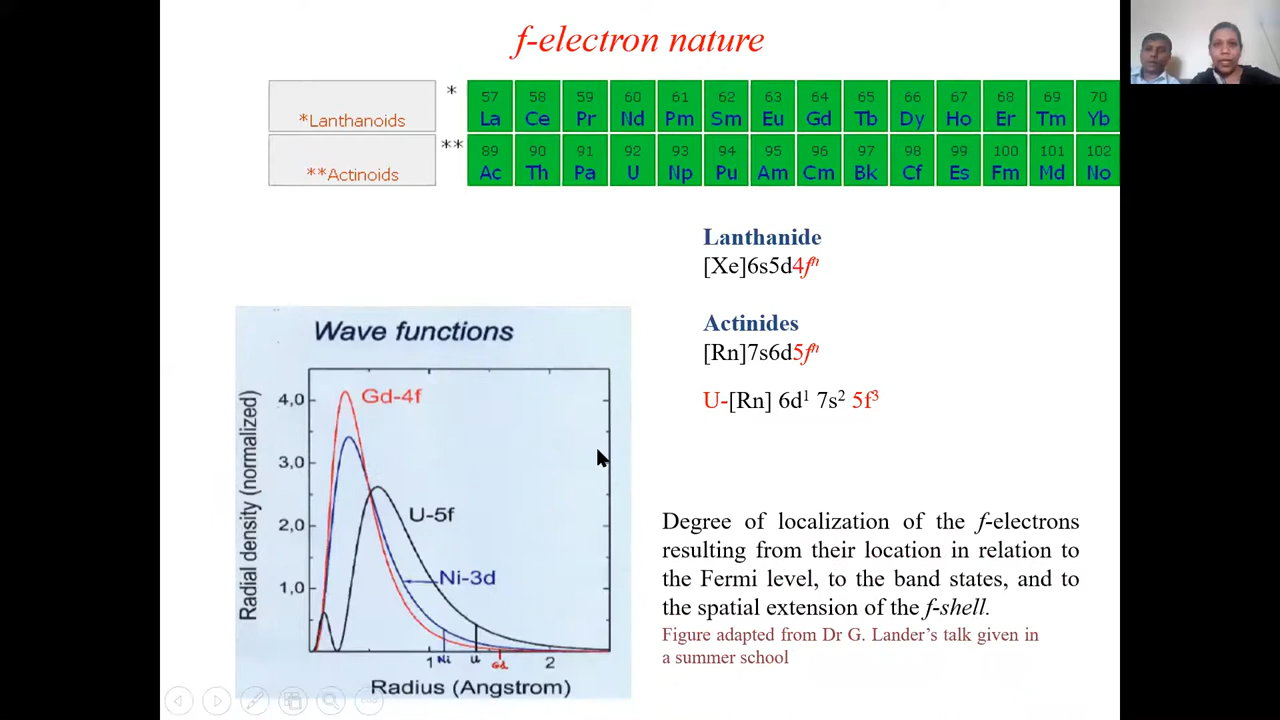 f-electron nature
*Lanthanoids
*
57 58 59 60 61 62 63 64 65 66 67 68 69 70
La Ce Pr Nd Pm Sm Eu Gd Tb Dy Ho Er Tm Yb
**Actinoids
**
89 90 91 92 93 94 95 96 97 98 99 100 101 102
Ac Th Pa U Np Pu Am Cm Bk Cf Es Fm Md No
Lanthanide
[Xe]6s5d4fⁿ
Actinides
[Rn]7s6d5fⁿ
U-[Rn] 6d¹ 7s² 5f³
Wave functions
Radial density (normalized)
4,0
3.0
2,0
1,0
Gd-4f
U-5f
Ni-3d
1 Ni U Gd 2
Radius (Angstrom)
Degree of localization of the f-electrons
resulting from their location in relation to
the Fermi level, to the band states, and to
the spatial extension of the f-shell.
Figure adapted from Dr G. Lander's talk given in
a summer school